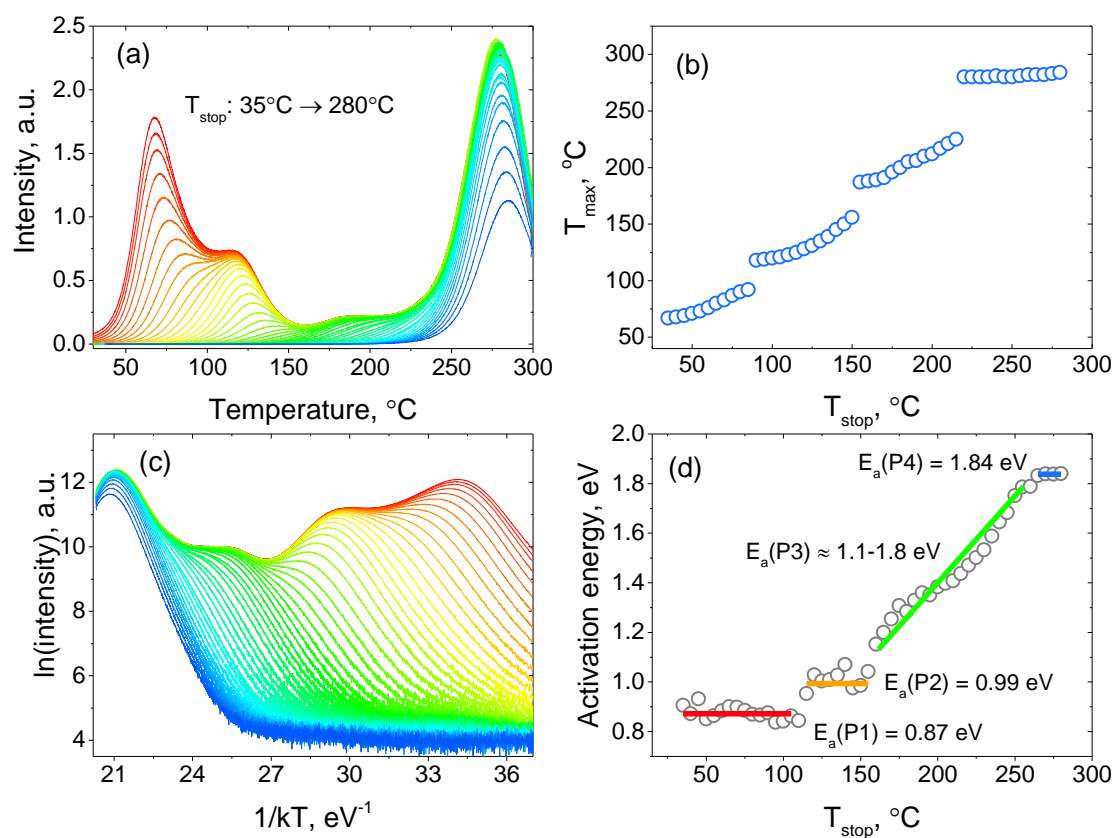 (a)
T_stop: 35°C → 280°C
Intensity, a.u.
2.5
2.0
1.5
1.0
0.5
0.0
50 100 150 200 250 300
Temperature, °C
(b)
T_max, °C
300
250
200
150
100
50
50 100 150 200 250 300
T_stop, °C
(c)
ln(intensity), a.u.
12
10
8
6
4
21 24 27 30 33 36
1/kT, eV⁻¹
(d)
Activation energy, eV
2.0
1.8
1.6
1.4
1.2
1.0
0.8
E_a(P4) = 1.84 eV
E_a(P3) ≈ 1.1-1.8 eV
E_a(P2) = 0.99 eV
E_a(P1) = 0.87 eV
50 100 150 200 250 300
T_stop, °C